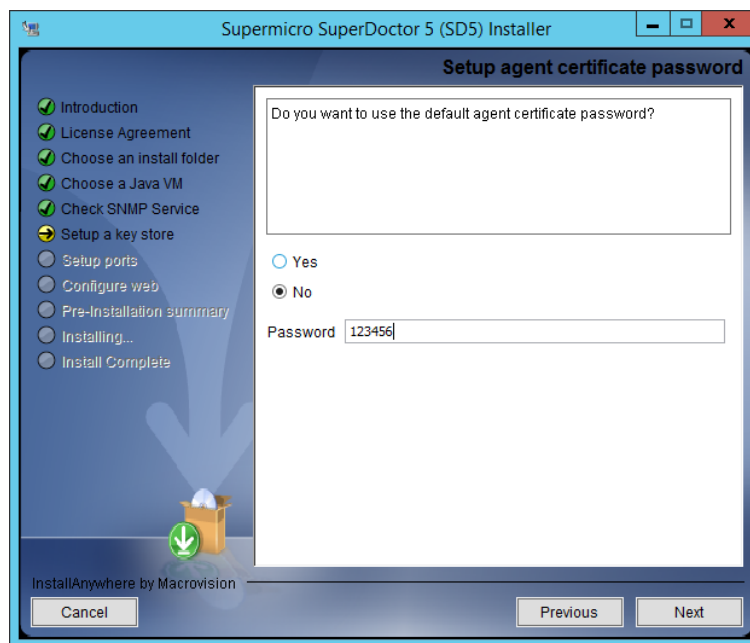 Supermicro SuperDoctor 5 (SD5) Installer
Setup agent certificate password
Introduction
License Agreement
Choose an install folder
Choose a Java VM
Check SNMP Service
Setup a key store
Setup ports
Configure web
Pre-Installation summary
Installing...
Install Complete
Do you want to use the default agent certificate password?
Yes
No
Password 123456
InstallAnywhere by Macrovision
Cancel Previous Next